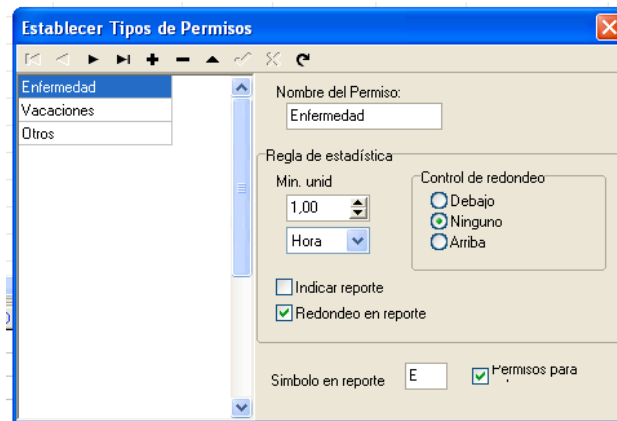 Establecer Tipos de Permisos
Enfermedad
Vacaciones
Otros
Nombre del Permiso:
Enfermedad
Regla de estadística
Min. unid
1,00
Hora
Control de redondeo
Debajo
Ninguno
Arriba
Indicar reporte
Redondeo en reporte
Simbolo en reporte
E
Permisos para